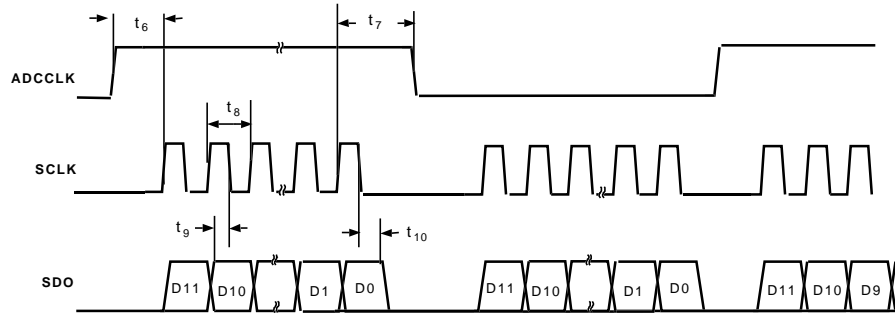 t6
t7
ADCCLK
t8
SCLK
t9
t10
SDO
D11 D10 D1 D0 D11 D10 D1 D0 D11 D10 D9